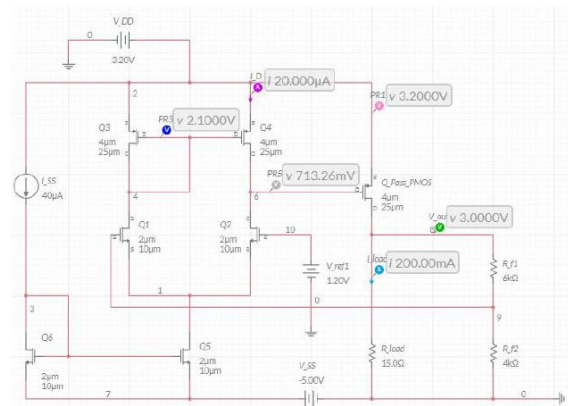 V_DD
0
3.20V
I_D
I 20.000µA
2
PR3
v 2.1000V
PR1
v 3.2000V
Q3
4µm
25µm
Q4
4µm
25µm
I_SS
40µA
4
PR5
v 713.26mV
6
Q_Pass_PMOS
4µm
25µm
V_out
v 3.0000V
8
Q1
2µm
10µm
Q2
2µm
10µm
10
V_ref1
1.20V
I_load
I 200.00mA
R_f1
6kΩ
1
0
3
9
Q6
2µm
10µm
Q5
2µm
10µm
R_load
15.0Ω
R_f2
4kΩ
V_SS
-5.00V
7
0